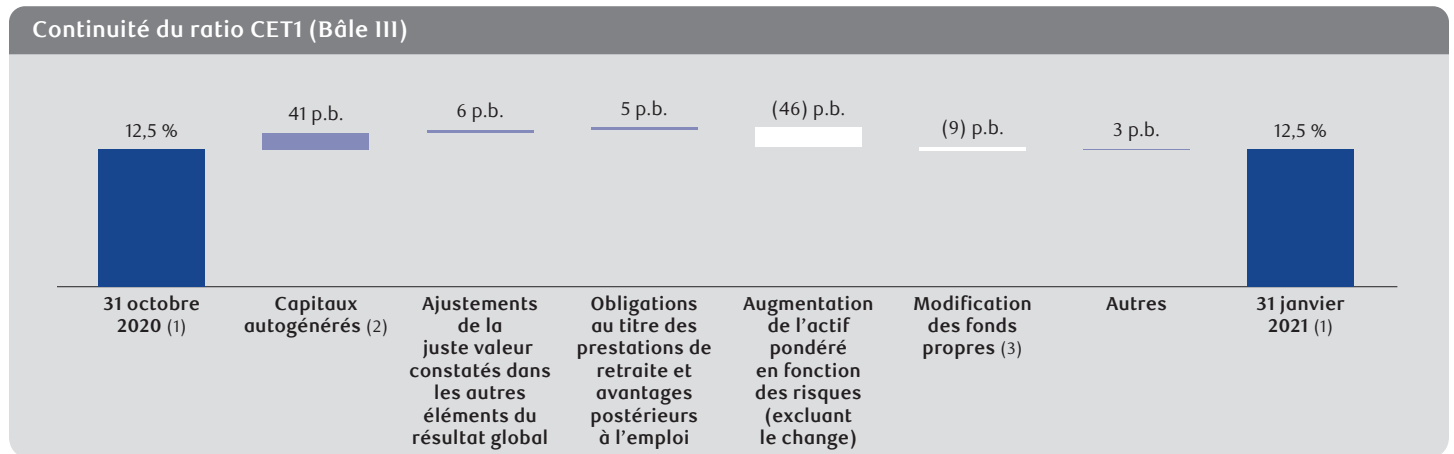 Continuité du ratio CET1 (Bâle III)
12,5 %
41 p.b.
6 p.b.
5 p.b.
(46) p.b.
(9) p.b.
3 p.b.
12,5 %
31 octobre
2020 (1)
Capitaux
autogénérés (2)
Ajustements
de la
juste valeur
constatés dans
les autres
éléments du
résultat global
Obligations
au titre des
prestations de
retraite et
avantages
postérieurs
à l'emploi
Augmentation
de l'actif
pondéré
en fonction
des risques
(excluant
le change)
Modification
des fonds
propres (3)
Autres
31 janvier
2021 (1)